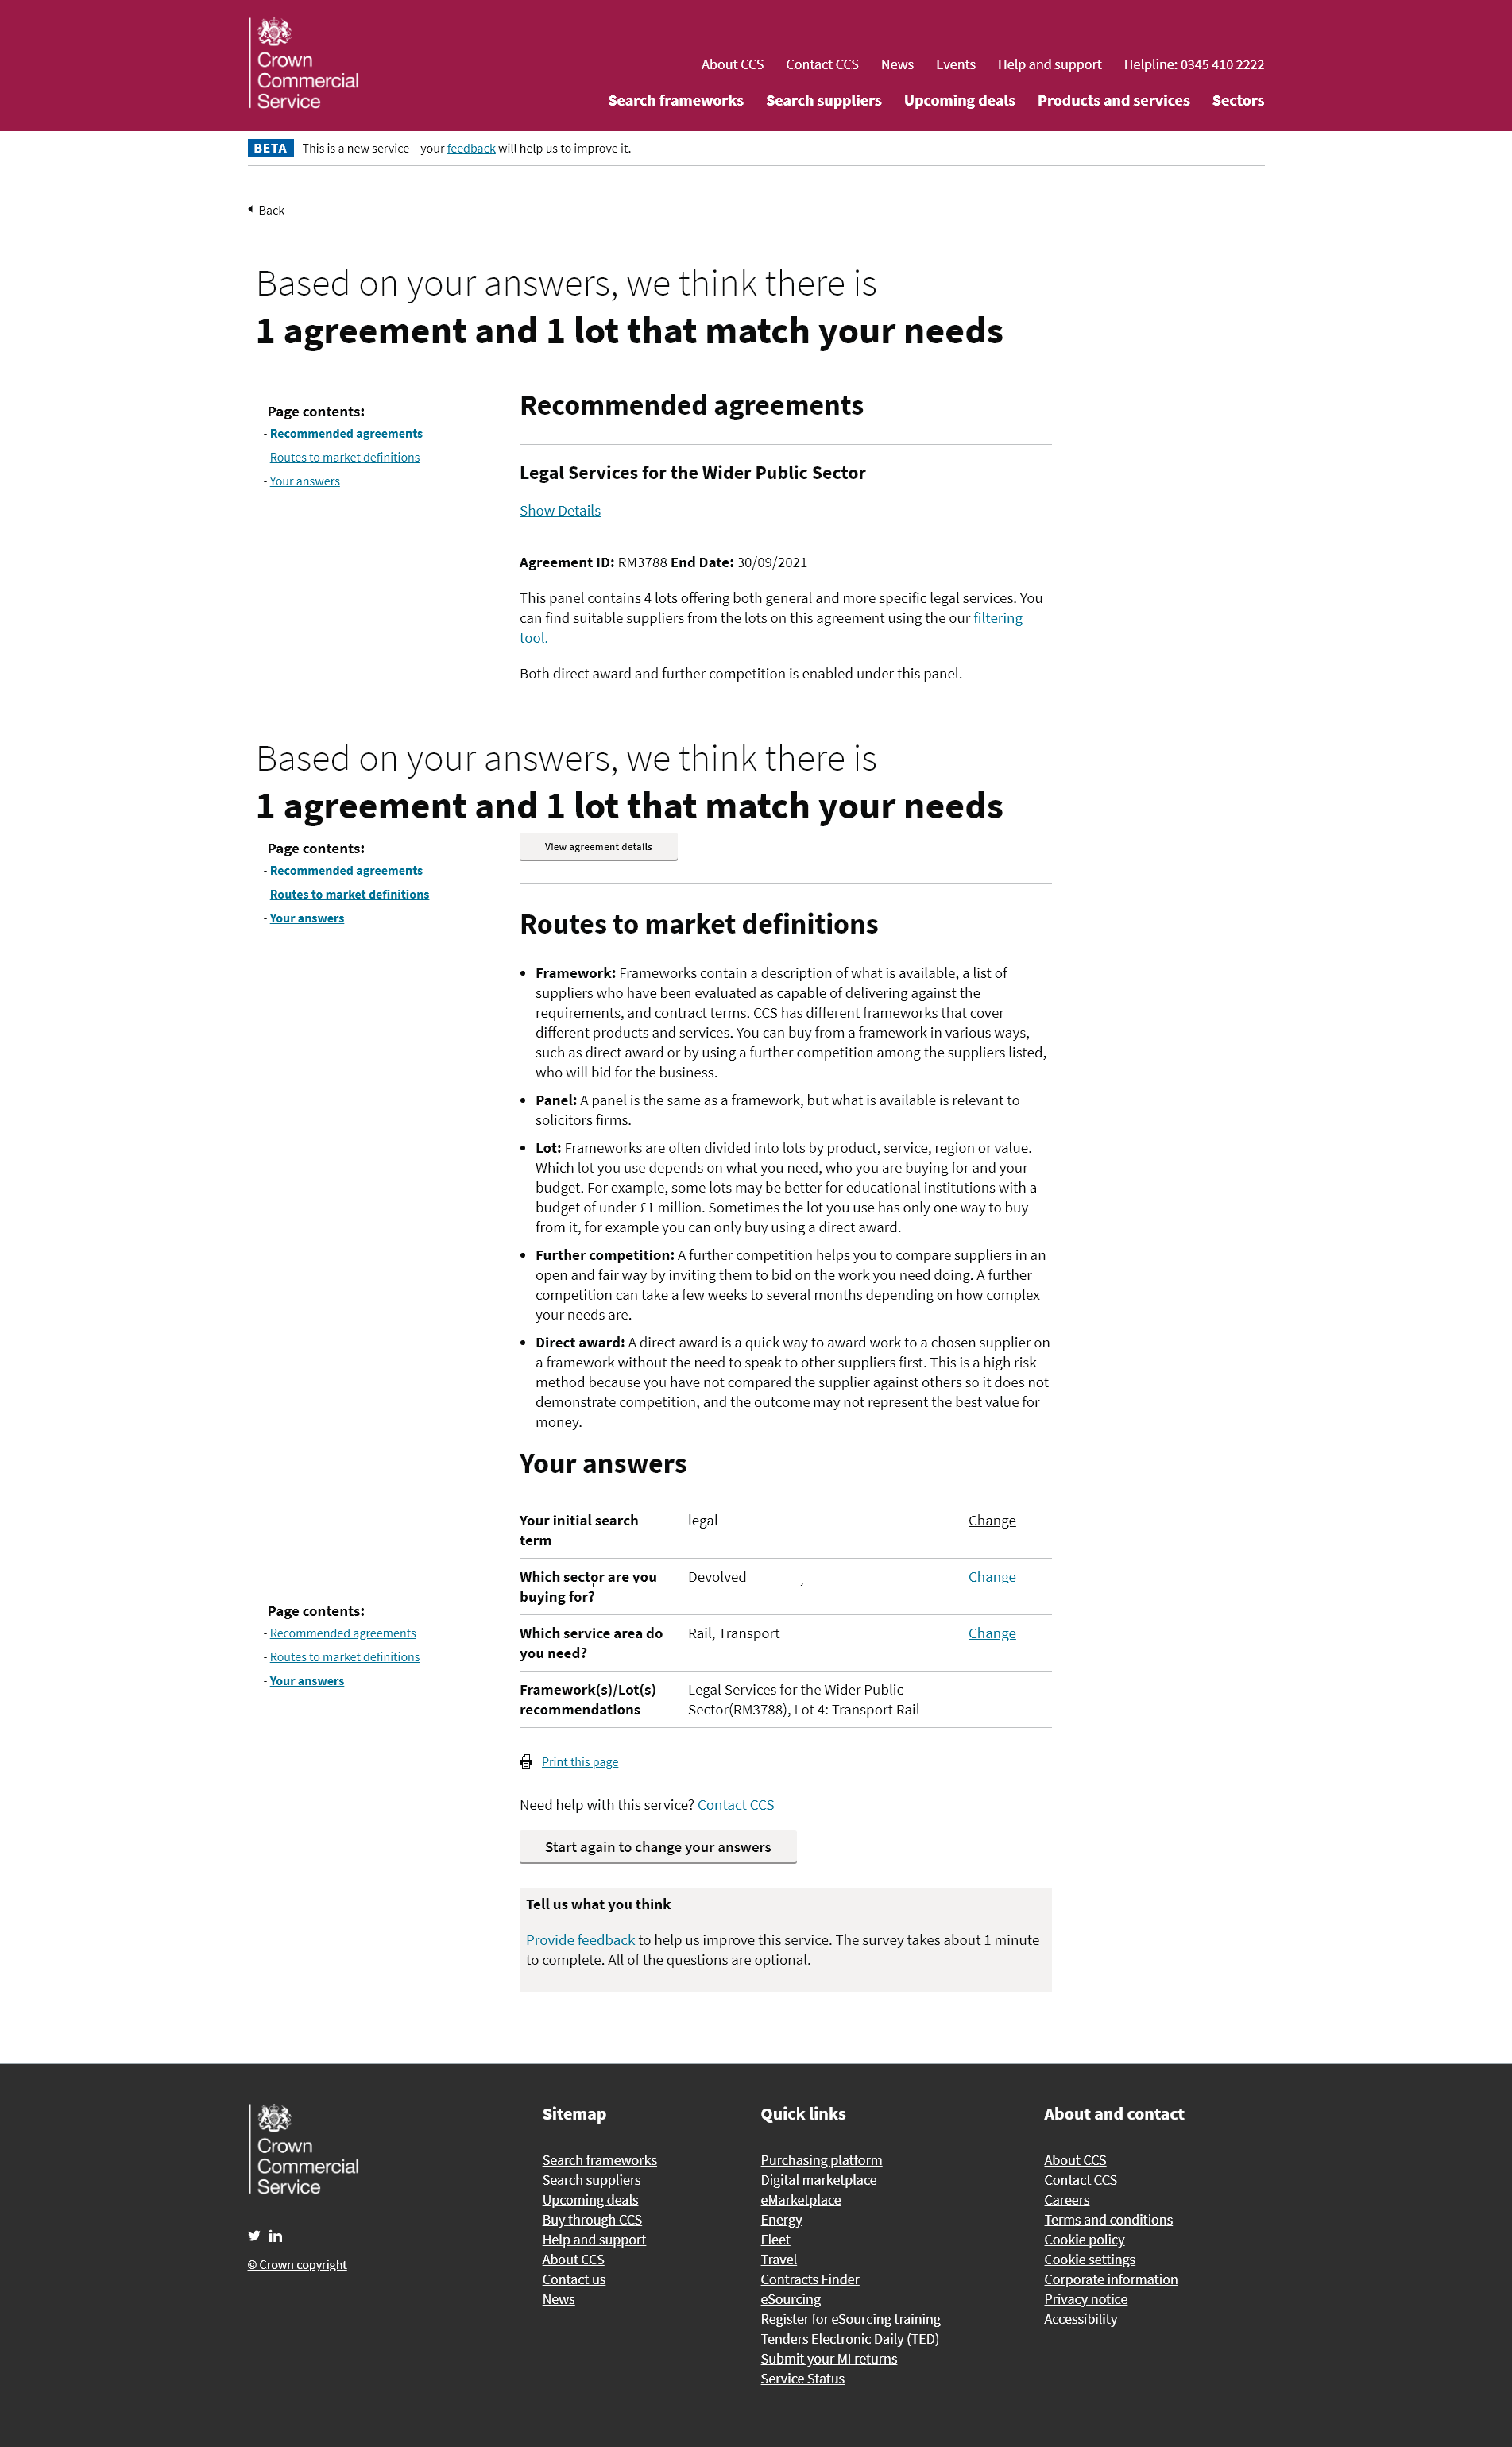 Crown
Commercial
Service
About CCS Contact CCS News Events Help and support Helpline: 0345 410 2222
Search frameworks Search suppliers Upcoming deals Products and services Sectors
BETA This is a new service – your feedback will help us to improve it.
Back
Based on your answers, we think there is
1 agreement and 1 lot that match your needs
Page contents:
- Recommended agreements
- Routes to market definitions
- Your answers
Recommended agreements
Legal Services for the Wider Public Sector
Show Details
Agreement ID: RM3788 End Date: 30/09/2021
This panel contains 4 lots offering both general and more specific legal services. You
can find suitable suppliers from the lots on this agreement using the our filtering
tool.
Both direct award and further competition is enabled under this panel.
Based on your answers, we think there is
1 agreement and 1 lot that match your needs
Page contents:
- Recommended agreements
- Routes to market definitions
- Your answers
View agreement details
Routes to market definitions
• Framework: Frameworks contain a description of what is available, a list of
suppliers who have been evaluated as capable of delivering against the
requirements, and contract terms. CCS has different frameworks that cover
different products and services. You can buy from a framework in various ways,
such as direct award or by using a further competition among the suppliers listed,
who will bid for the business.
• Panel: A panel is the same as a framework, but what is available is relevant to
solicitors firms.
• Lot: Frameworks are often divided into lots by product, service, region or value.
Which lot you use depends on what you need, who you are buying for and your
budget. For example, some lots may be better for educational institutions with a
budget of under £1 million. Sometimes the lot you use has only one way to buy
from it, for example you can only buy using a direct award.
• Further competition: A further competition helps you to compare suppliers in an
open and fair way by inviting them to bid on the work you need doing. A further
competition can take a few weeks to several months depending on how complex
your needs are.
• Direct award: A direct award is a quick way to award work to a chosen supplier on
a framework without the need to speak to other suppliers first. This is a high risk
method because you have not compared the supplier against others so it does not
demonstrate competition, and the outcome may not represent the best value for
money.
Your answers
Your initial search legal Change
term
Which sector are you Devolved Change
buying for?
Page contents:
- Recommended agreements
- Routes to market definitions
- Your answers
Which service area do Rail, Transport Change
you need?
Framework(s)/Lot(s) Legal Services for the Wider Public
recommendations Sector(RM3788), Lot 4: Transport Rail
Print this page
Need help with this service? Contact CCS
Start again to change your answers
Tell us what you think
Provide feedback to help us improve this service. The survey takes about 1 minute
to complete. All of the questions are optional.
Crown
Commercial
Service
© Crown copyright
Sitemap
Search frameworks
Search suppliers
Upcoming deals
Buy through CCS
Help and support
About CCS
Contact us
News
Quick links
Purchasing platform
Digital marketplace
eMarketplace
Energy
Fleet
Travel
Contracts Finder
eSourcing
Register for eSourcing training
Tenders Electronic Daily (TED)
Submit your MI returns
Service Status
About and contact
About CCS
Contact CCS
Careers
Terms and conditions
Cookie policy
Cookie settings
Corporate information
Privacy notice
Accessibility